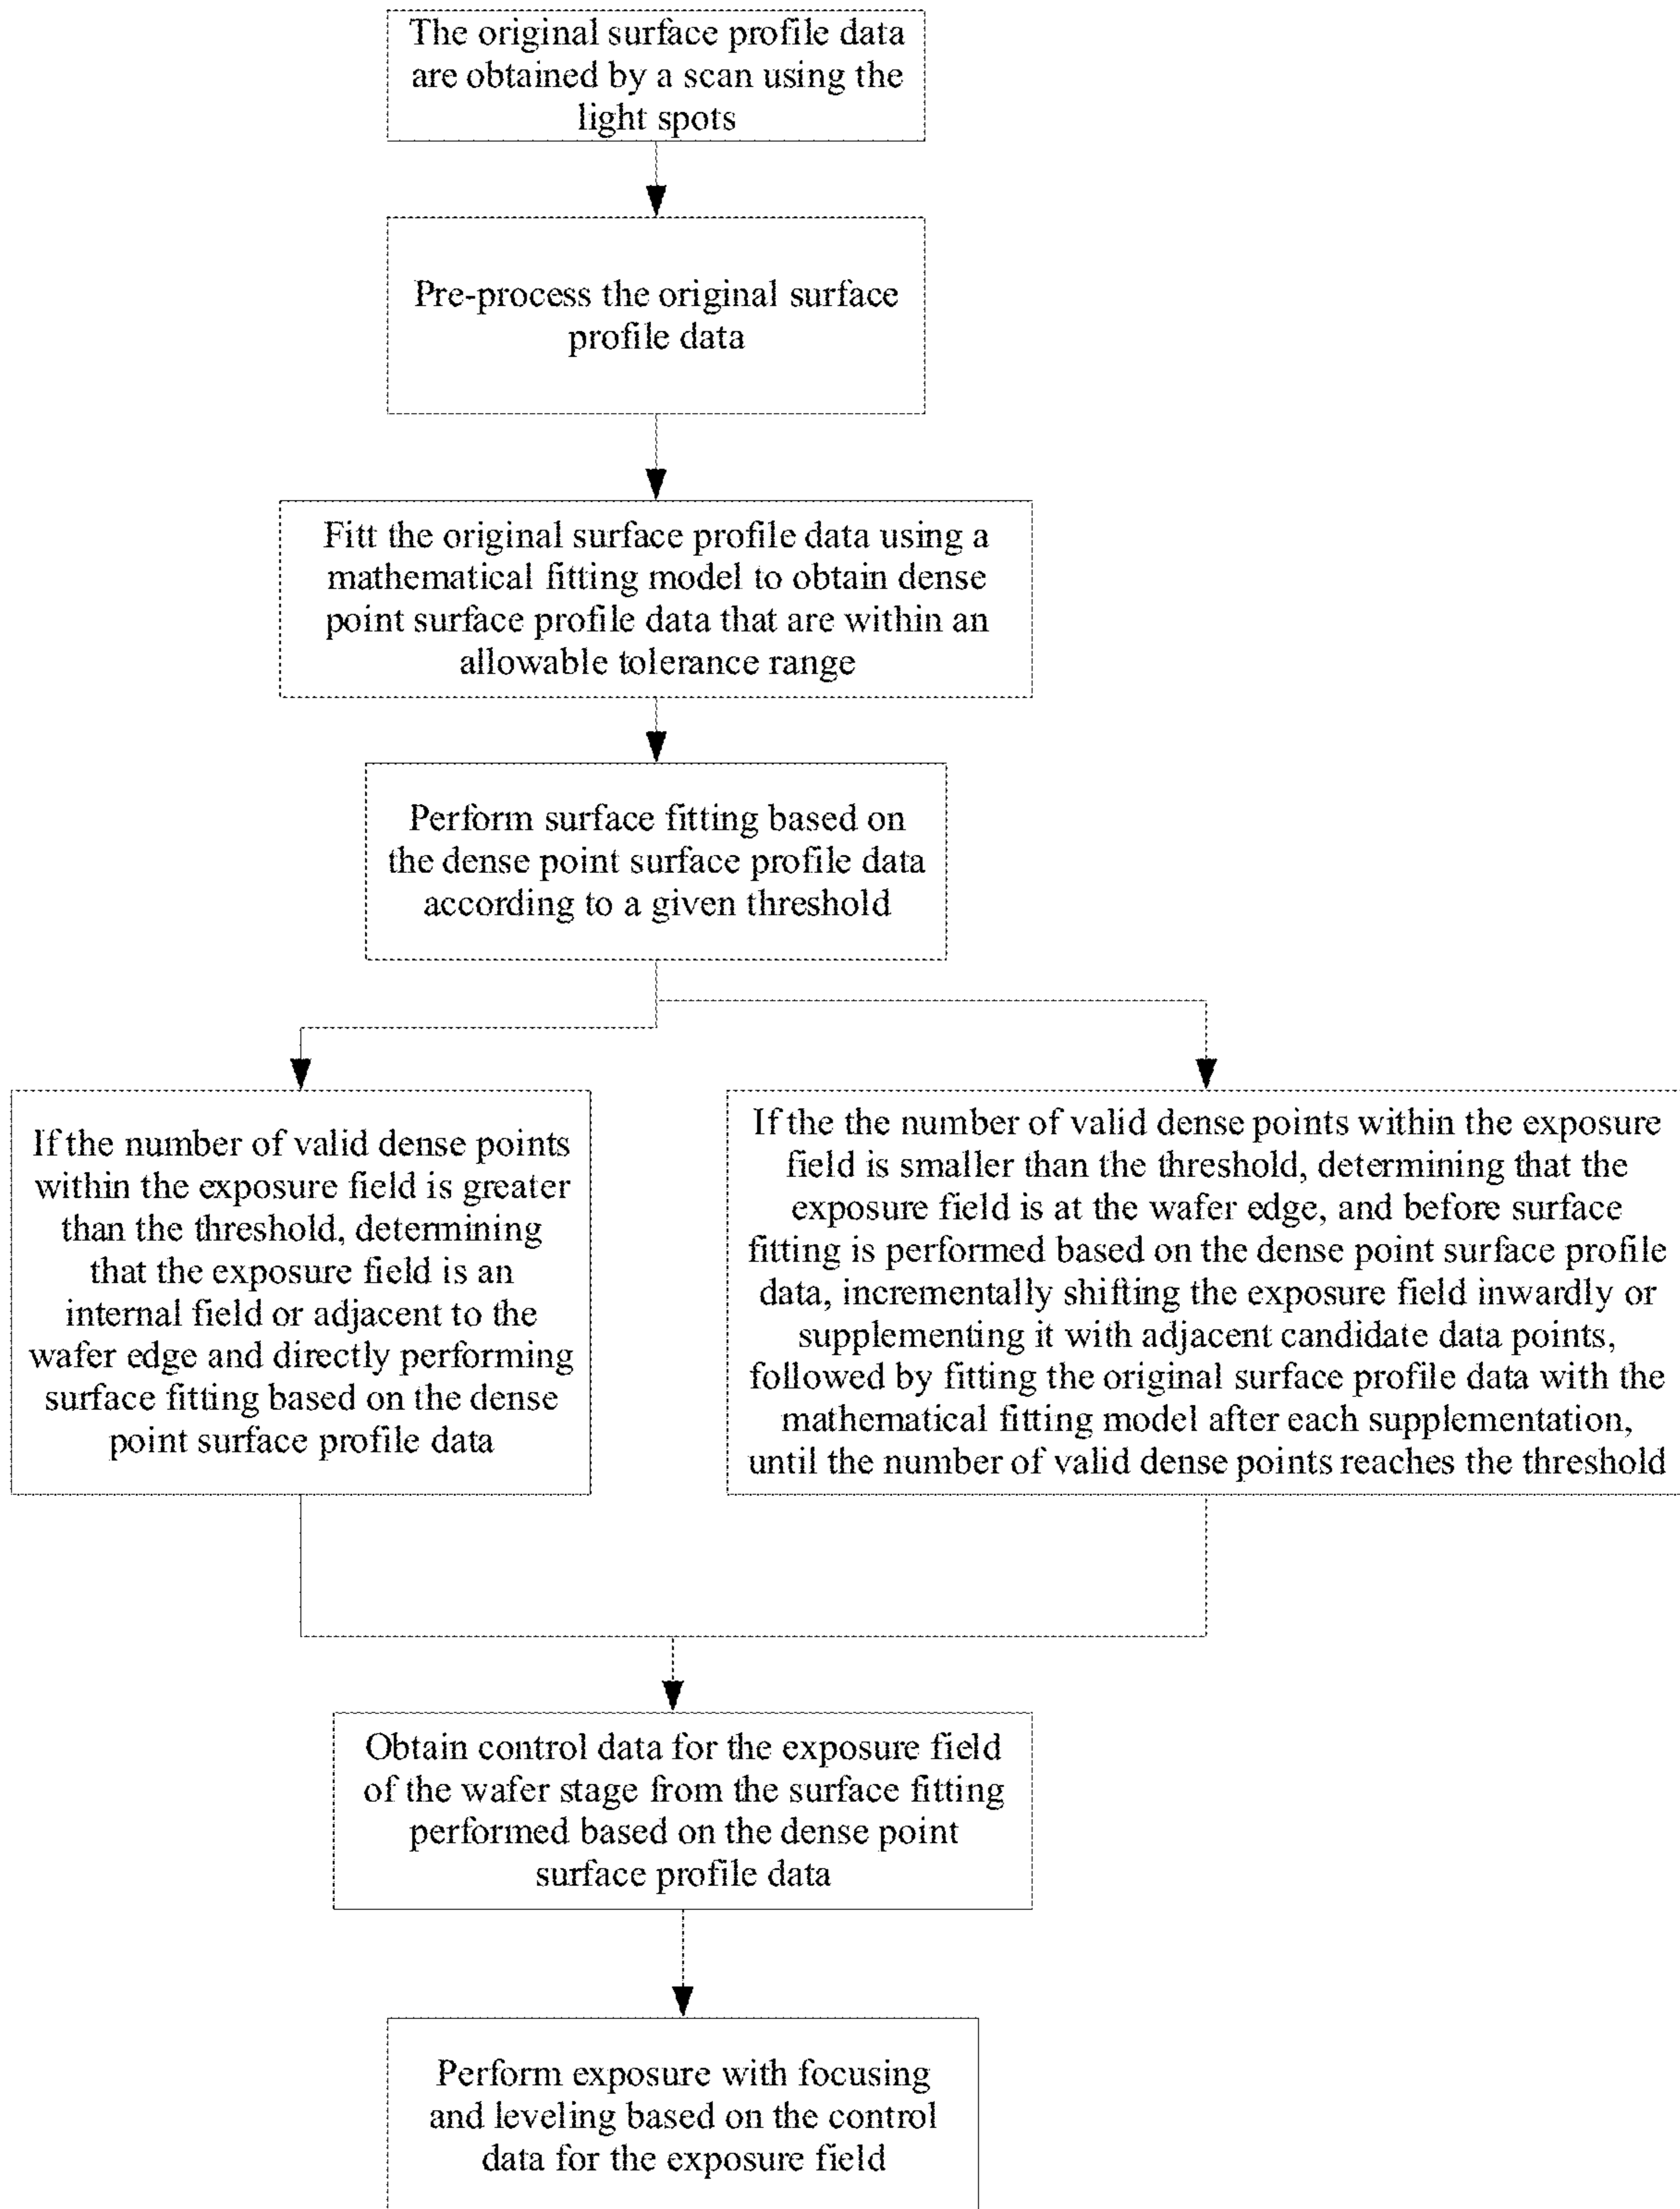 The original surface profile data
are obtained by a scan using the
light spots
Pre-process the original surface
profile data
Fitt the original surface profile data using a
mathematical fitting model to obtain dense
point surface profile data that are within an
allowable tolerance range
Perform surface fitting based on
the dense point surface profile data
according to a given threshold
If the number of valid dense points
within the exposure field is greater
than the threshold, determining
that the exposure field is an
internal field or adjacent to the
wafer edge and directly performing
surface fitting based on the dense
point surface profile data
If the the number of valid dense points within the exposure
field is smaller than the threshold, determining that the
exposure field is at the wafer edge, and before surface
fitting is performed based on the dense point surface profile
data, incrementally shifting the exposure field inwardly or
supplementing it with adjacent candidate data points,
followed by fitting the original surface profile data with the
mathematical fitting model after each supplementation,
until the number of valid dense points reaches the threshold
Obtain control data for the exposure field
of the wafer stage from the surface fitting
performed based on the dense point
surface profile data
Perform exposure with focusing
and leveling based on the control
data for the exposure field